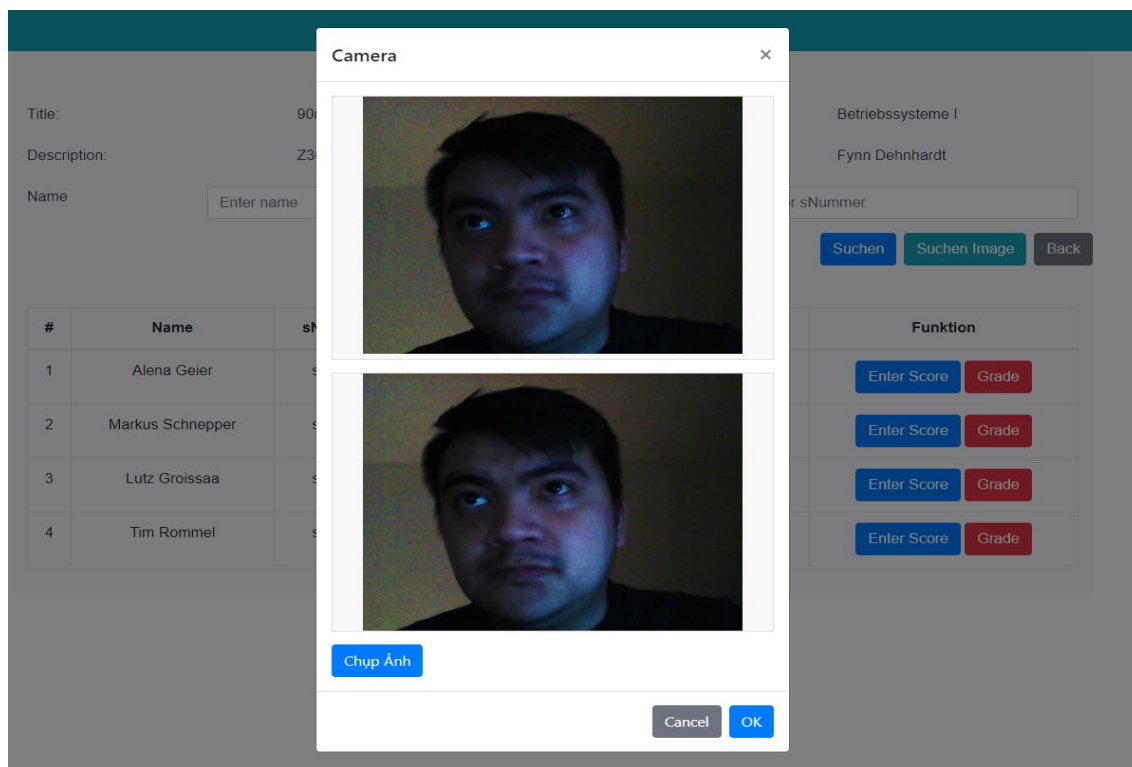 Camera ×
Title: Betriebssysteme I
Description: Fynn Dehnhardt
Name Enter name sNummer
Suchen Suchen Image Back
# Name Funktion
1 Alena Geier Enter Score Grade
2 Markus Schnepper Enter Score Grade
3 Lutz Groissaa Enter Score Grade
4 Tim Rommel Enter Score Grade
Chụp Ảnh
Cancel OK